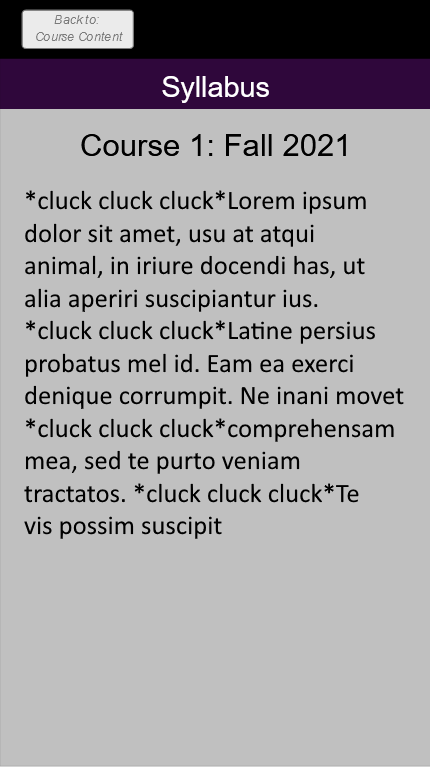 Back to:
Course Content
Syllabus
Course 1: Fall 2021
*cluck cluck cluck*Lorem ipsum
dolor sit amet, usu at atqui
animal, in iriure docendi has, ut
alia aperiri suscipiantur ius.
*cluck cluck cluck*Latine persius
probatus mel id. Eam ea exerci
denique corrumpit. Ne inani movet
*cluck cluck cluck*comprehensam
mea, sed te purto veniam
tractatos. *cluck cluck cluck*Te
vis possim suscipit